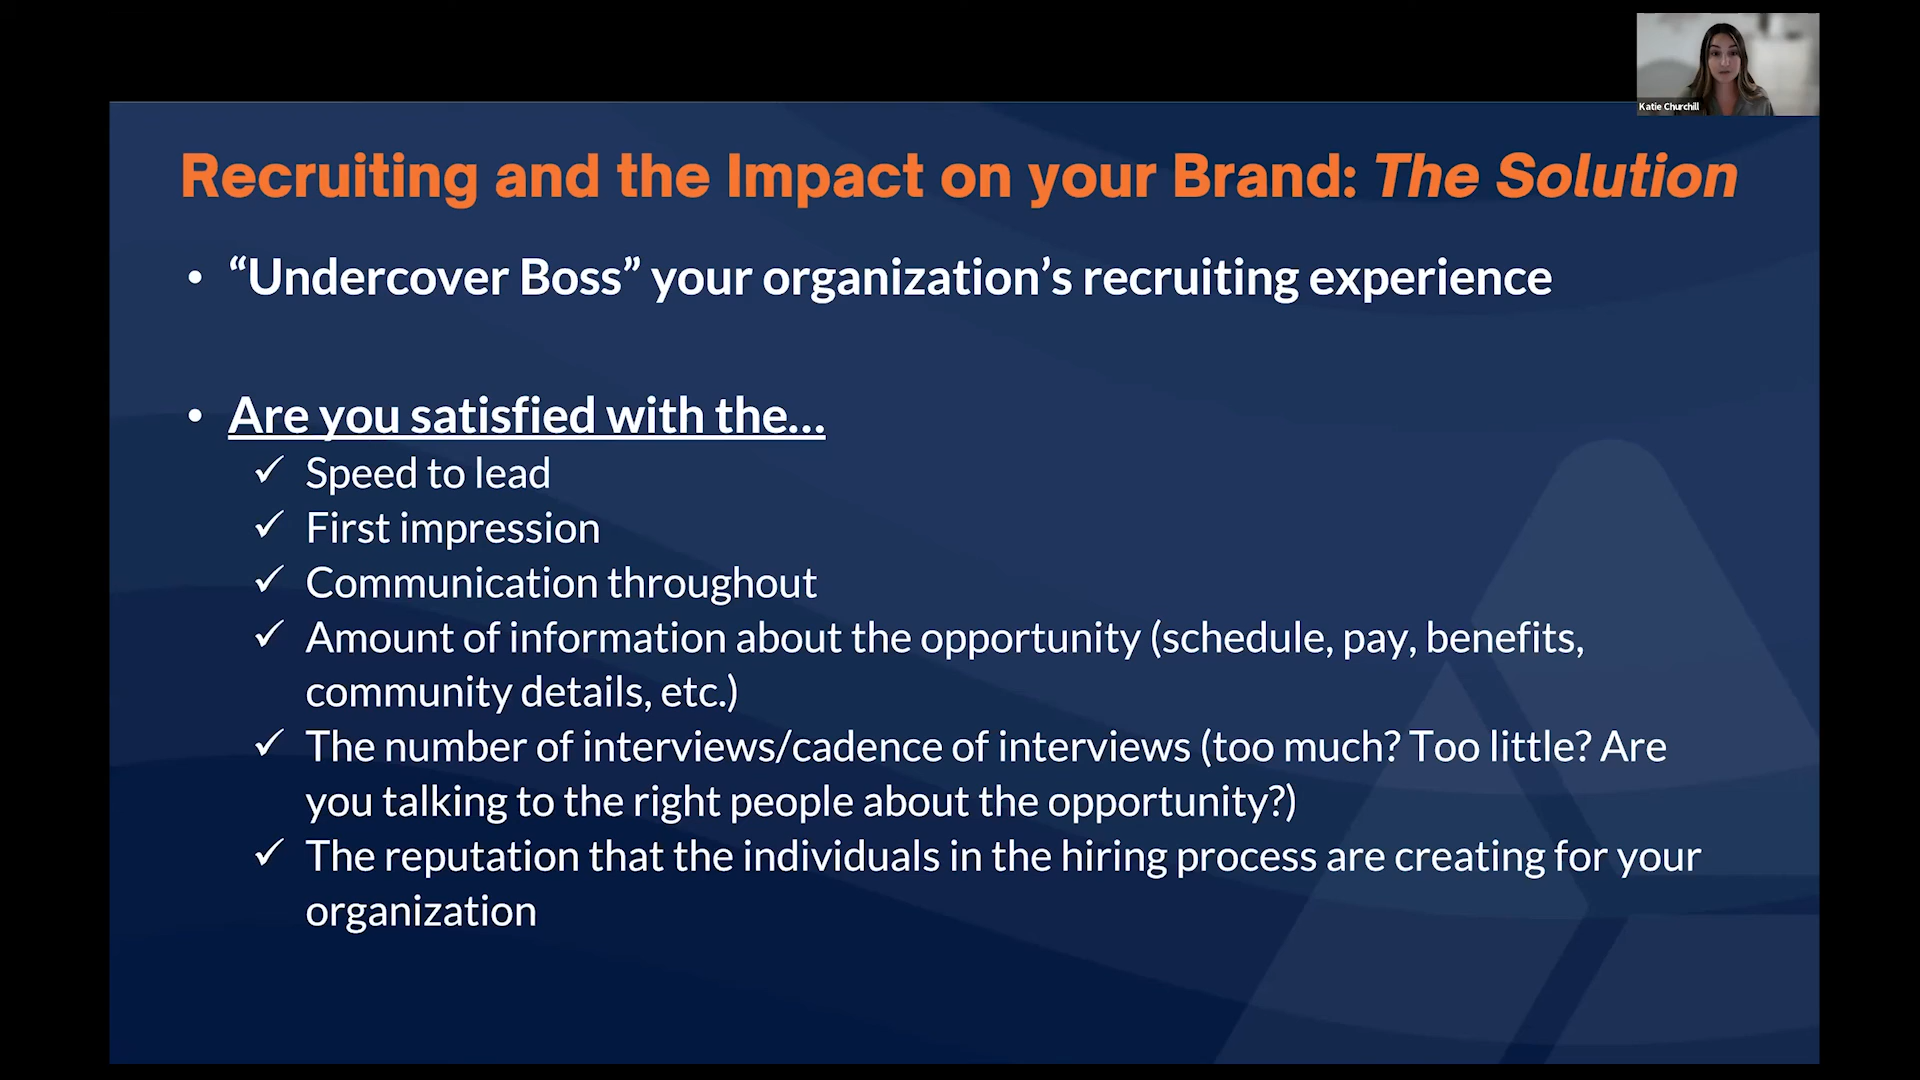 Katie Churchill
Recruiting and the Impact on your Brand: The Solution
• “Undercover Boss” your organization’s recruiting experience
• Are you satisfied with the...
✓ Speed to lead
✓ First impression
✓ Communication throughout
✓ Amount of information about the opportunity (schedule, pay, benefits,
community details, etc.)
✓ The number of interviews/cadence of interviews (too much? Too little? Are
you talking to the right people about the opportunity?)
✓ The reputation that the individuals in the hiring process are creating for your
organization